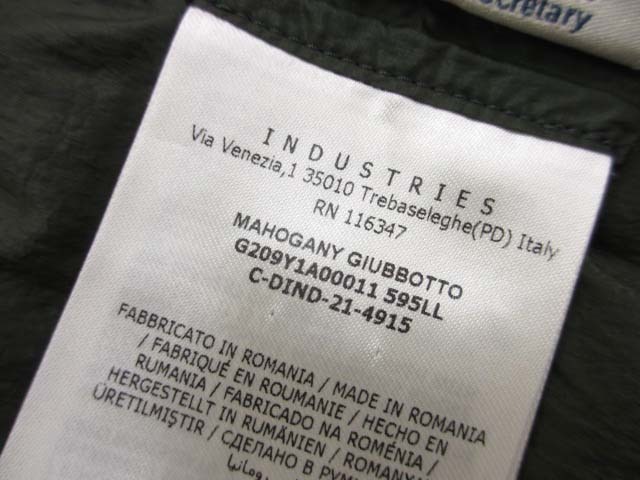 Secretary
INDUSTRIES
Via Venezia,1 35010 Trebaseleghe(PD) Italy
RN 116347
MAHOGANY GIUBBOTTO
G209Y1A00011 595LL
C-DIND-21-4915
FABBRICATO IN ROMANIA / MADE IN ROMANIA
/ FABRIQUÉ EN ROUMANIE / HECHO EN
RUMANIA / FABRICADO NA ROMÉNIA /
HERGESTELLT IN RUMÄNIEN / ROMANYA
ÜRETILMIŞTIR / СДЕЛАНО В РУМ